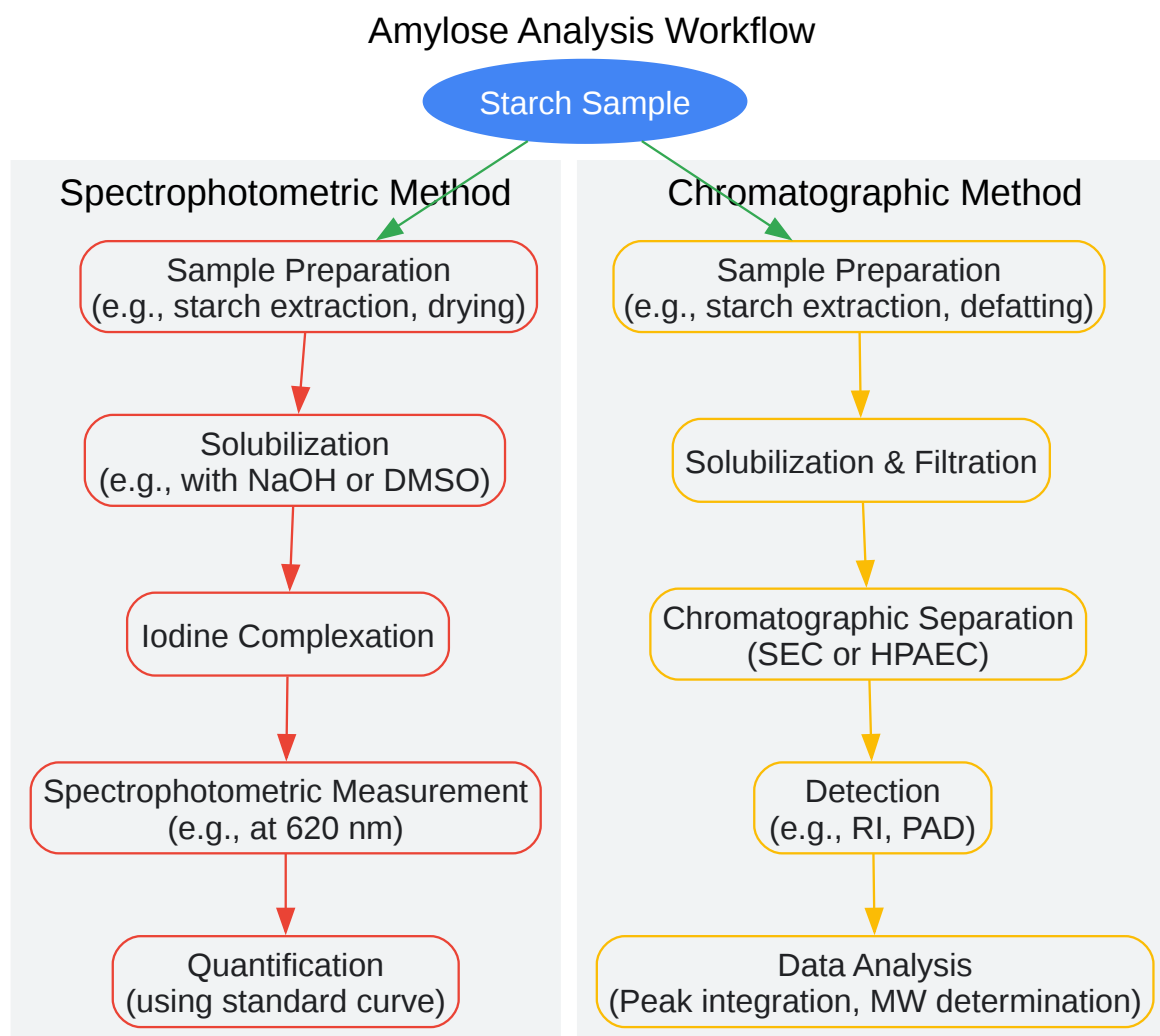 Amylose Analysis Workflow
Starch Sample
Spectrophotometric Method
Sample Preparation
(e.g., starch extraction, drying)
Solubilization
(e.g., with NaOH or DMSO)
Iodine Complexation
Spectrophotometric Measurement
(e.g., at 620 nm)
Quantification
(using standard curve)
Chromatographic Method
Sample Preparation
(e.g., starch extraction, defatting)
Solubilization & Filtration
Chromatographic Separation
(SEC or HPAEC)
Detection
(e.g., RI, PAD)
Data Analysis
(Peak integration, MW determination)